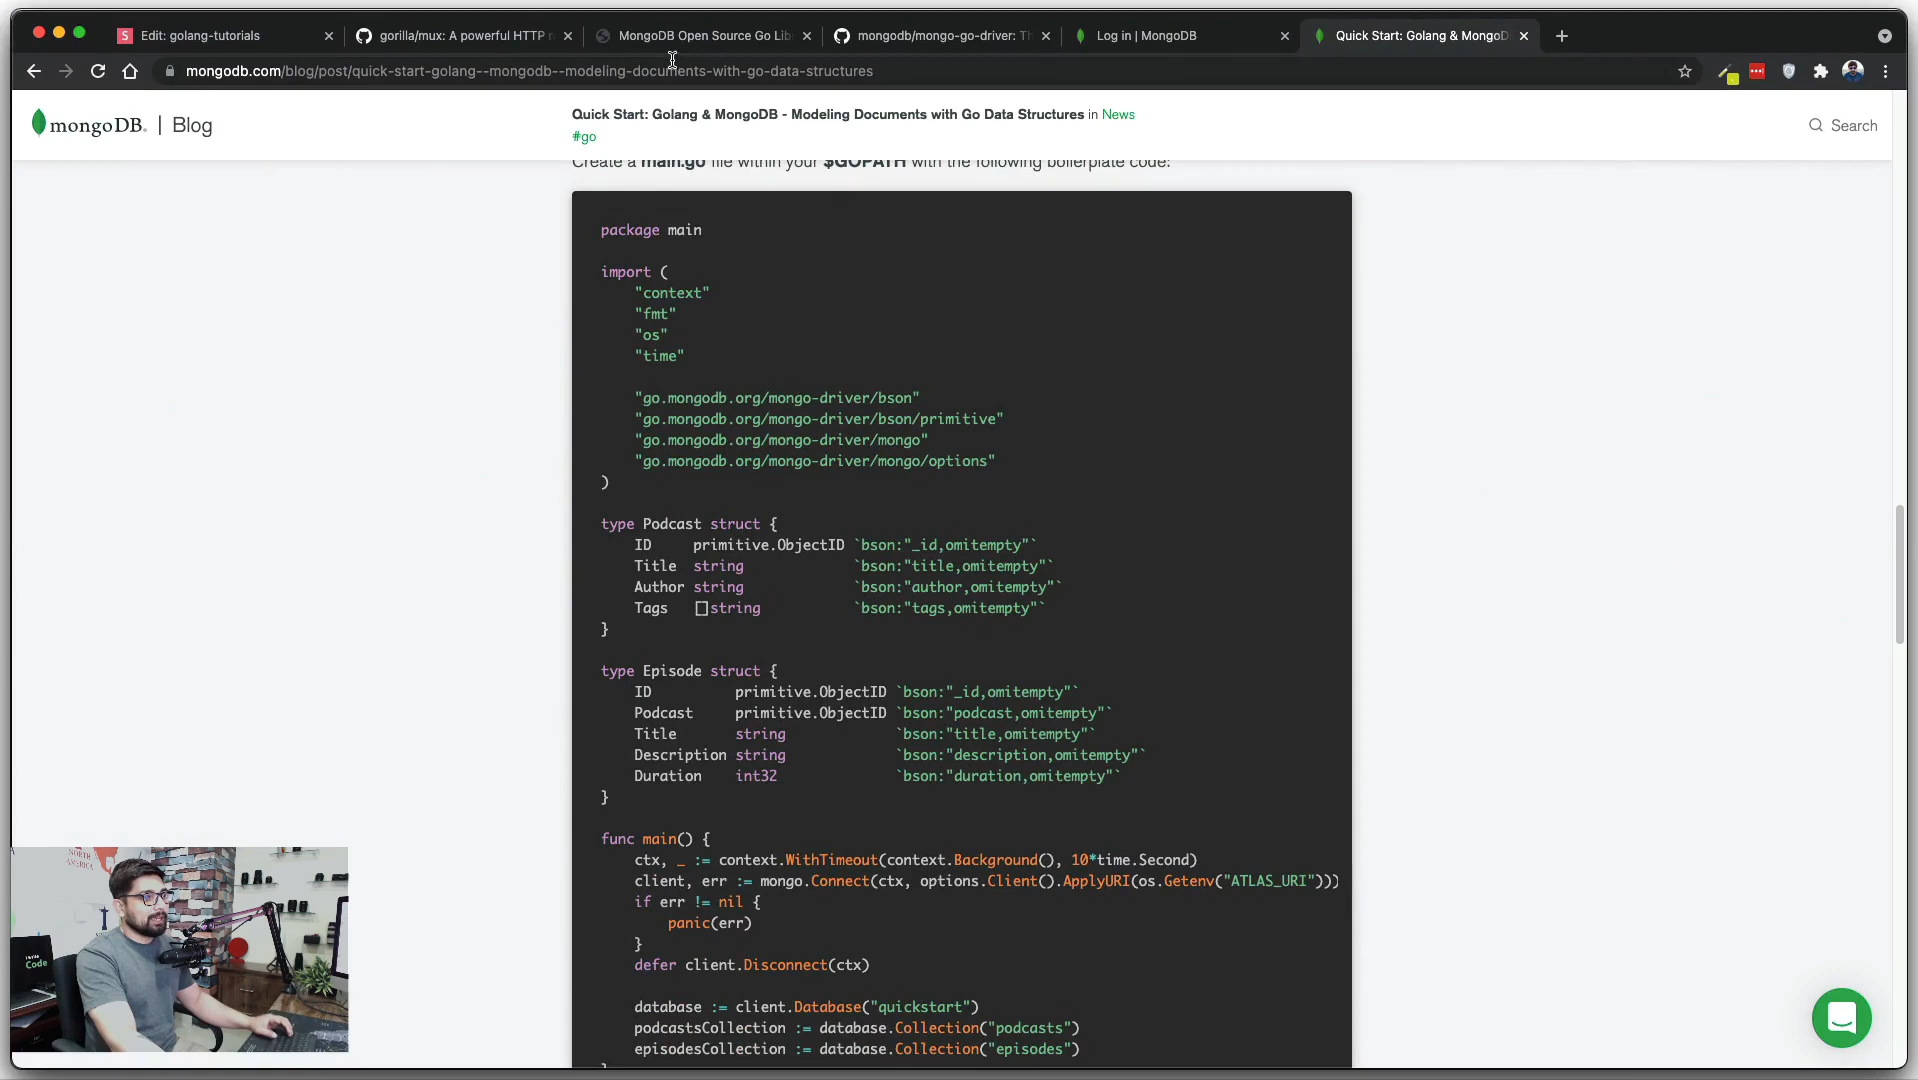 Edit: golang-tutorials
gorilla/mux: A powerful HTTP r
MongoDB Open Source Go Lib
mongodb/mongo-go-driver: Th
Log in | MongoDB
Quick Start: Golang & MongoD
mongodb.com/blog/post/quick-start-golang--mongodb--modeling-documents-with-go-data-structures
mongoDB. | Blog
Quick Start: Golang & MongoDB - Modeling Documents with Go Data Structures in News
#go
Search
Create a main.go file within your $GOPATH with the following boilerplate code:
package main
import (
"context"
"fmt"
"os"
"time"
"go.mongodb.org/mongo-driver/bson"
"go.mongodb.org/mongo-driver/bson/primitive"
"go.mongodb.org/mongo-driver/mongo"
"go.mongodb.org/mongo-driver/mongo/options"
)
type Podcast struct {
ID primitive.ObjectID `bson:"_id,omitempty"`
Title string `bson:"title,omitempty"`
Author string `bson:"author,omitempty"`
Tags []string `bson:"tags,omitempty"`
}
type Episode struct {
ID primitive.ObjectID `bson:"_id,omitempty"`
Podcast primitive.ObjectID `bson:"podcast,omitempty"`
Title string `bson:"title,omitempty"`
Description string `bson:"description,omitempty"`
Duration int32 `bson:"duration,omitempty"`
}
func main() {
ctx, _ := context.WithTimeout(context.Background(), 10*time.Second)
client, err := mongo.Connect(ctx, options.Client().ApplyURI(os.Getenv("ATLAS_URI")))
if err != nil {
panic(err)
}
defer client.Disconnect(ctx)
database := client.Database("quickstart")
podcastsCollection := database.Collection("podcasts")
episodesCollection := database.Collection("episodes")
NORTH
AMERICA
Code